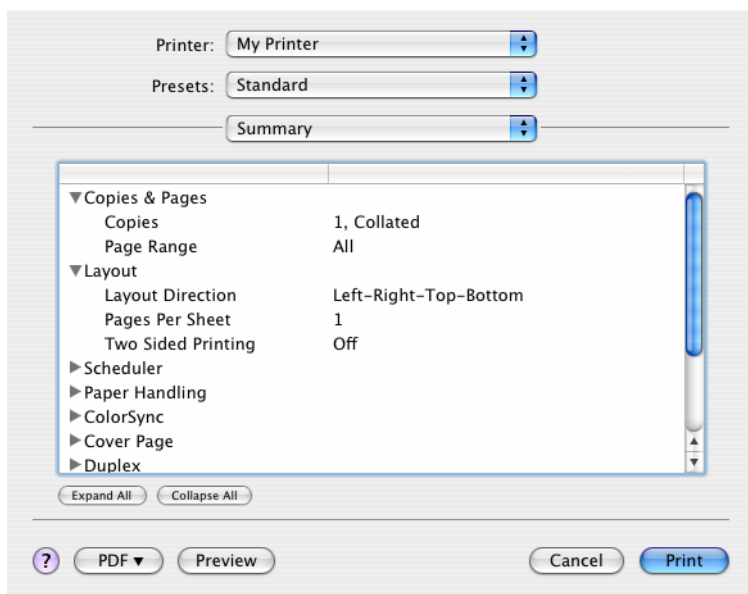 Printer: My Printer
Presets: Standard
Summary
Copies & Pages
Copies 1, Collated
Page Range All
Layout
Layout Direction Left-Right-Top-Bottom
Pages Per Sheet 1
Two Sided Printing Off
Scheduler
Paper Handling
ColorSync
Cover Page
Duplex
Expand All Collapse All
? PDF ▼ Preview Cancel Print